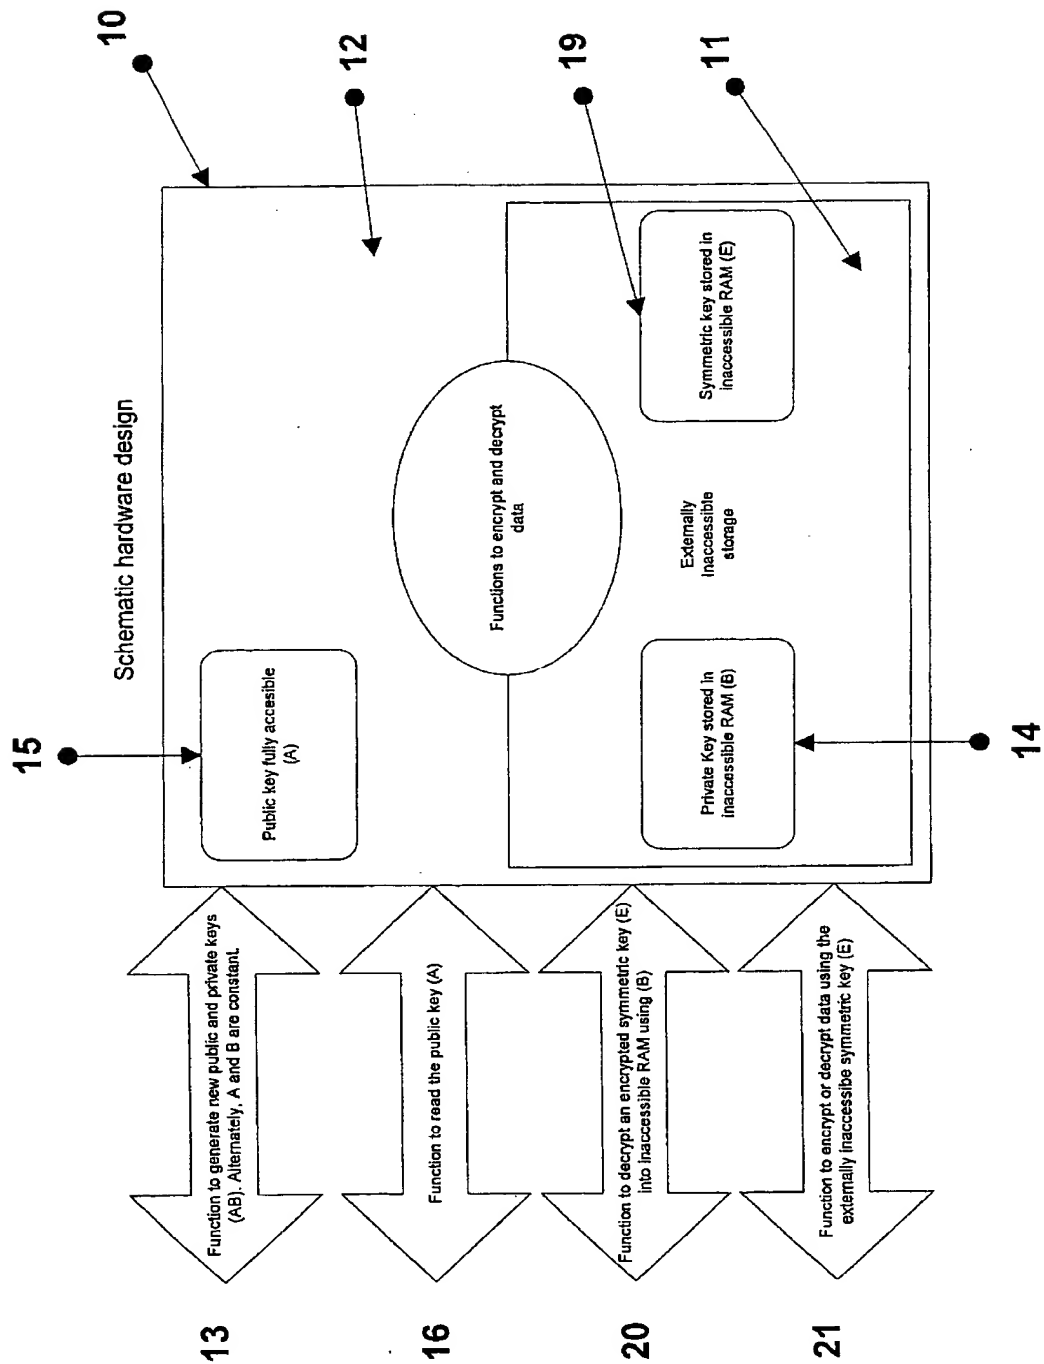 Schematic hardware design
10
12
19
11
15
14
Public key fully accesible
(A)
Functions to encrypt and decrypt
data
Private Key stored in
inaccessible RAM (B)
Externally
inaccessible
storage
Symmetric key stored in
inaccessible RAM (E)
13
Function to generate new public and private keys
(AB). Alternately, A and B are constant.
16
Function to read the public key (A)
20
Function to decrypt an encrypted symmetric key (E)
into inaccessible RAM using (B)
21
Function to encrypt or decrypt data using the
externally inaccessibe symmetric key (E)